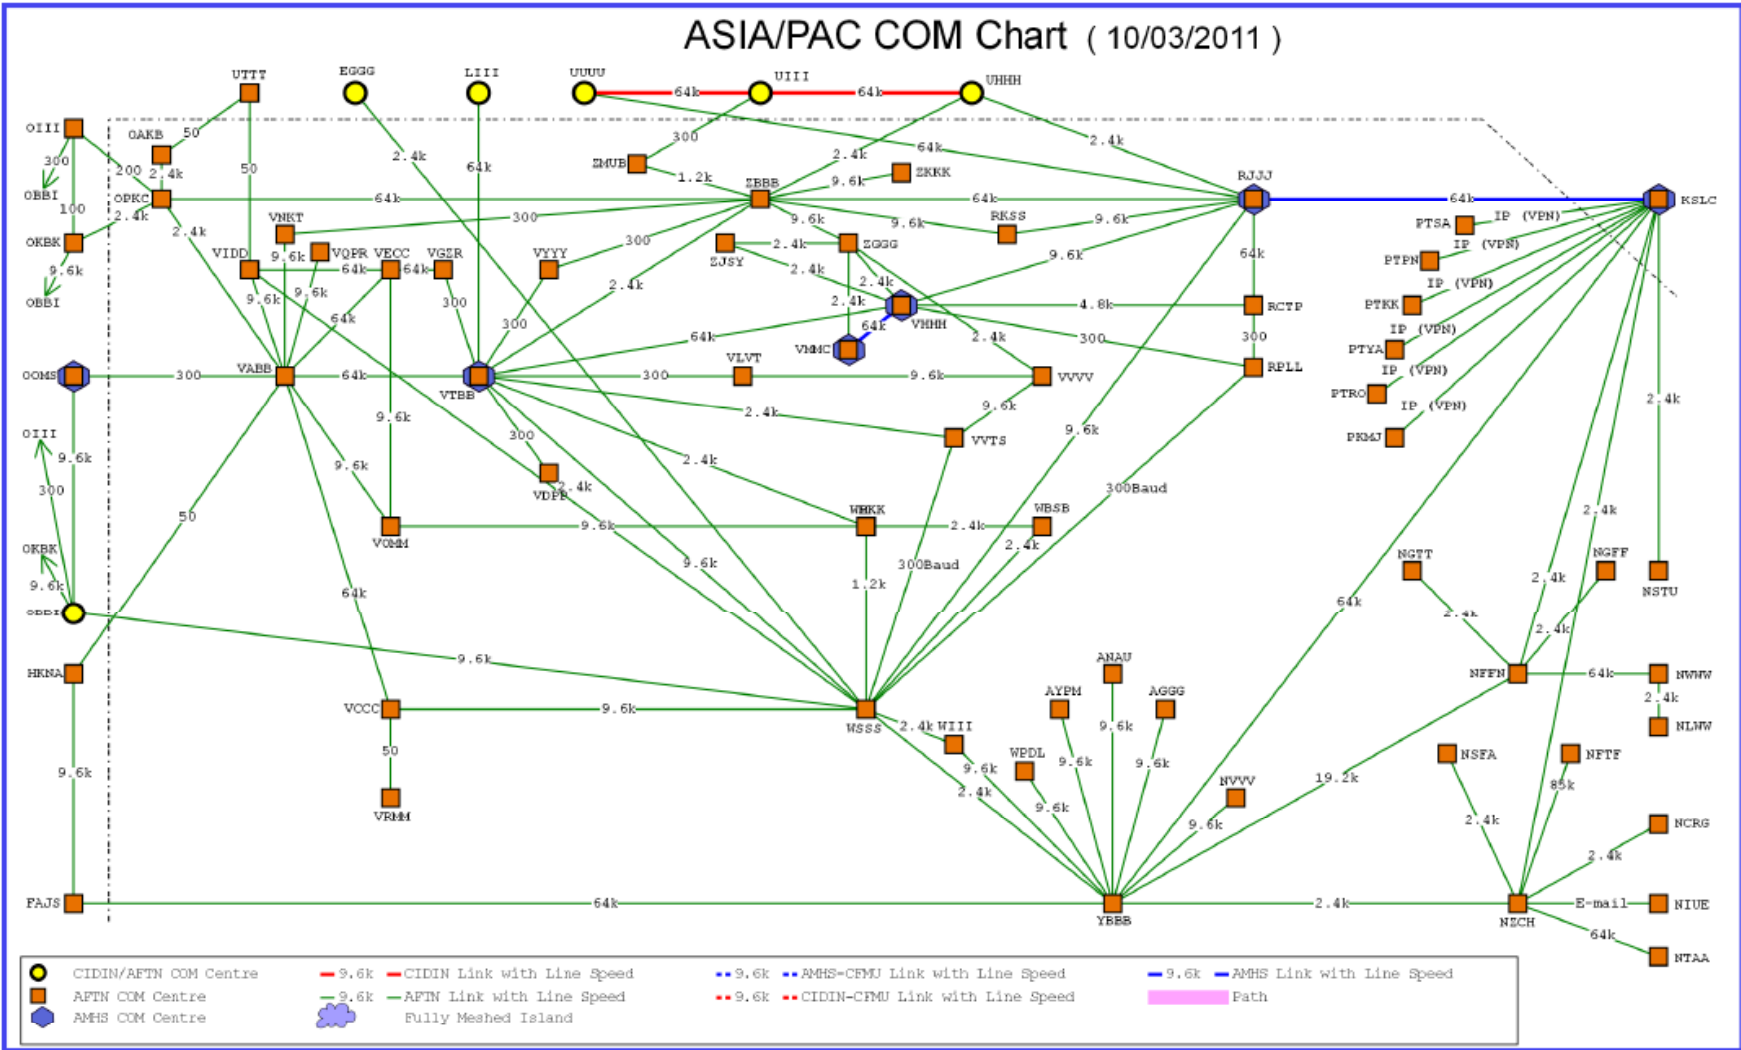 ASIA/PAC COM Chart ( 10/03/2011 )
UTTT EGGG LIII UUUU UIII UHHH
64k 64k
OIII OAKB 50 300
2.4k 2.4k 64k 2.4k
300 200 2.4k 50 64k ZMUB 1.2k ZKKK RJJJ
OBBI OPKC 64k ZBBB 9.6k 64k 64k KSLC
100 2.4k VNKT 300 9.6k 9.6k RKSS 9.6k PTSA IP (VPN)
OKBK 2.4k VIDD 9.6k VQPR VECC VGZR VYYY 300 ZJSY 2.4k ZGGG 9.6k 64k PTPN IP (VPN)
9.6k 64k 64k 2.4k 2.4k
OBBI 9.6k 9.6k 64k 300 300 2.4k 2.4k VHHH 4.8k RCTP PTKK IP (VPN)
64k VMMC 64k 2.4k 300 300 PTYA IP (VPN)
OOMS 300 VABB 64k VTBB 300 VLVT 9.6k VVVV RPLL PTRO IP (VPN)
2.4k 9.6k PKMJ IP (VPN)
2.4k
OIII 9.6k 9.6k 9.6k 300 2.4k VVTS 9.6k
300 50 VDPP 2.4k 300Baud 2.4k
OKBK VOMM 9.6k 2.4k WBSB
9.6k 9.6k 300Baud 2.4k NGTT NGFF
64k 1.2k 64k 2.4k 2.4k NSTU
2.4k
HKNA 9.6k ANAU NFFN 64k NWWW
AYPM AGGG 2.4k
VCCC 9.6k WSSS 2.4k WIII 9.6k NLWW
50 WPDL 9.6k 9.6k NSFA NFTF
9.6k 9.6k 2.4k NVVV 19.2k 85k
VRMM 9.6k 9.6k 2.4k NCRG
2.4k
FAJS 64k YBBB 2.4k NZCH E-mail NIUE
64k NTAA
CIDIN/AFTN COM Centre 9.6k CIDIN Link with Line Speed 9.6k AMHS-CFMU Link with Line Speed 9.6k AMHS Link with Line Speed
AFTN COM Centre 9.6k AFTN Link with Line Speed 9.6k CIDIN-CFMU Link with Line Speed Path
AMHS COM Centre Fully Meshed Island